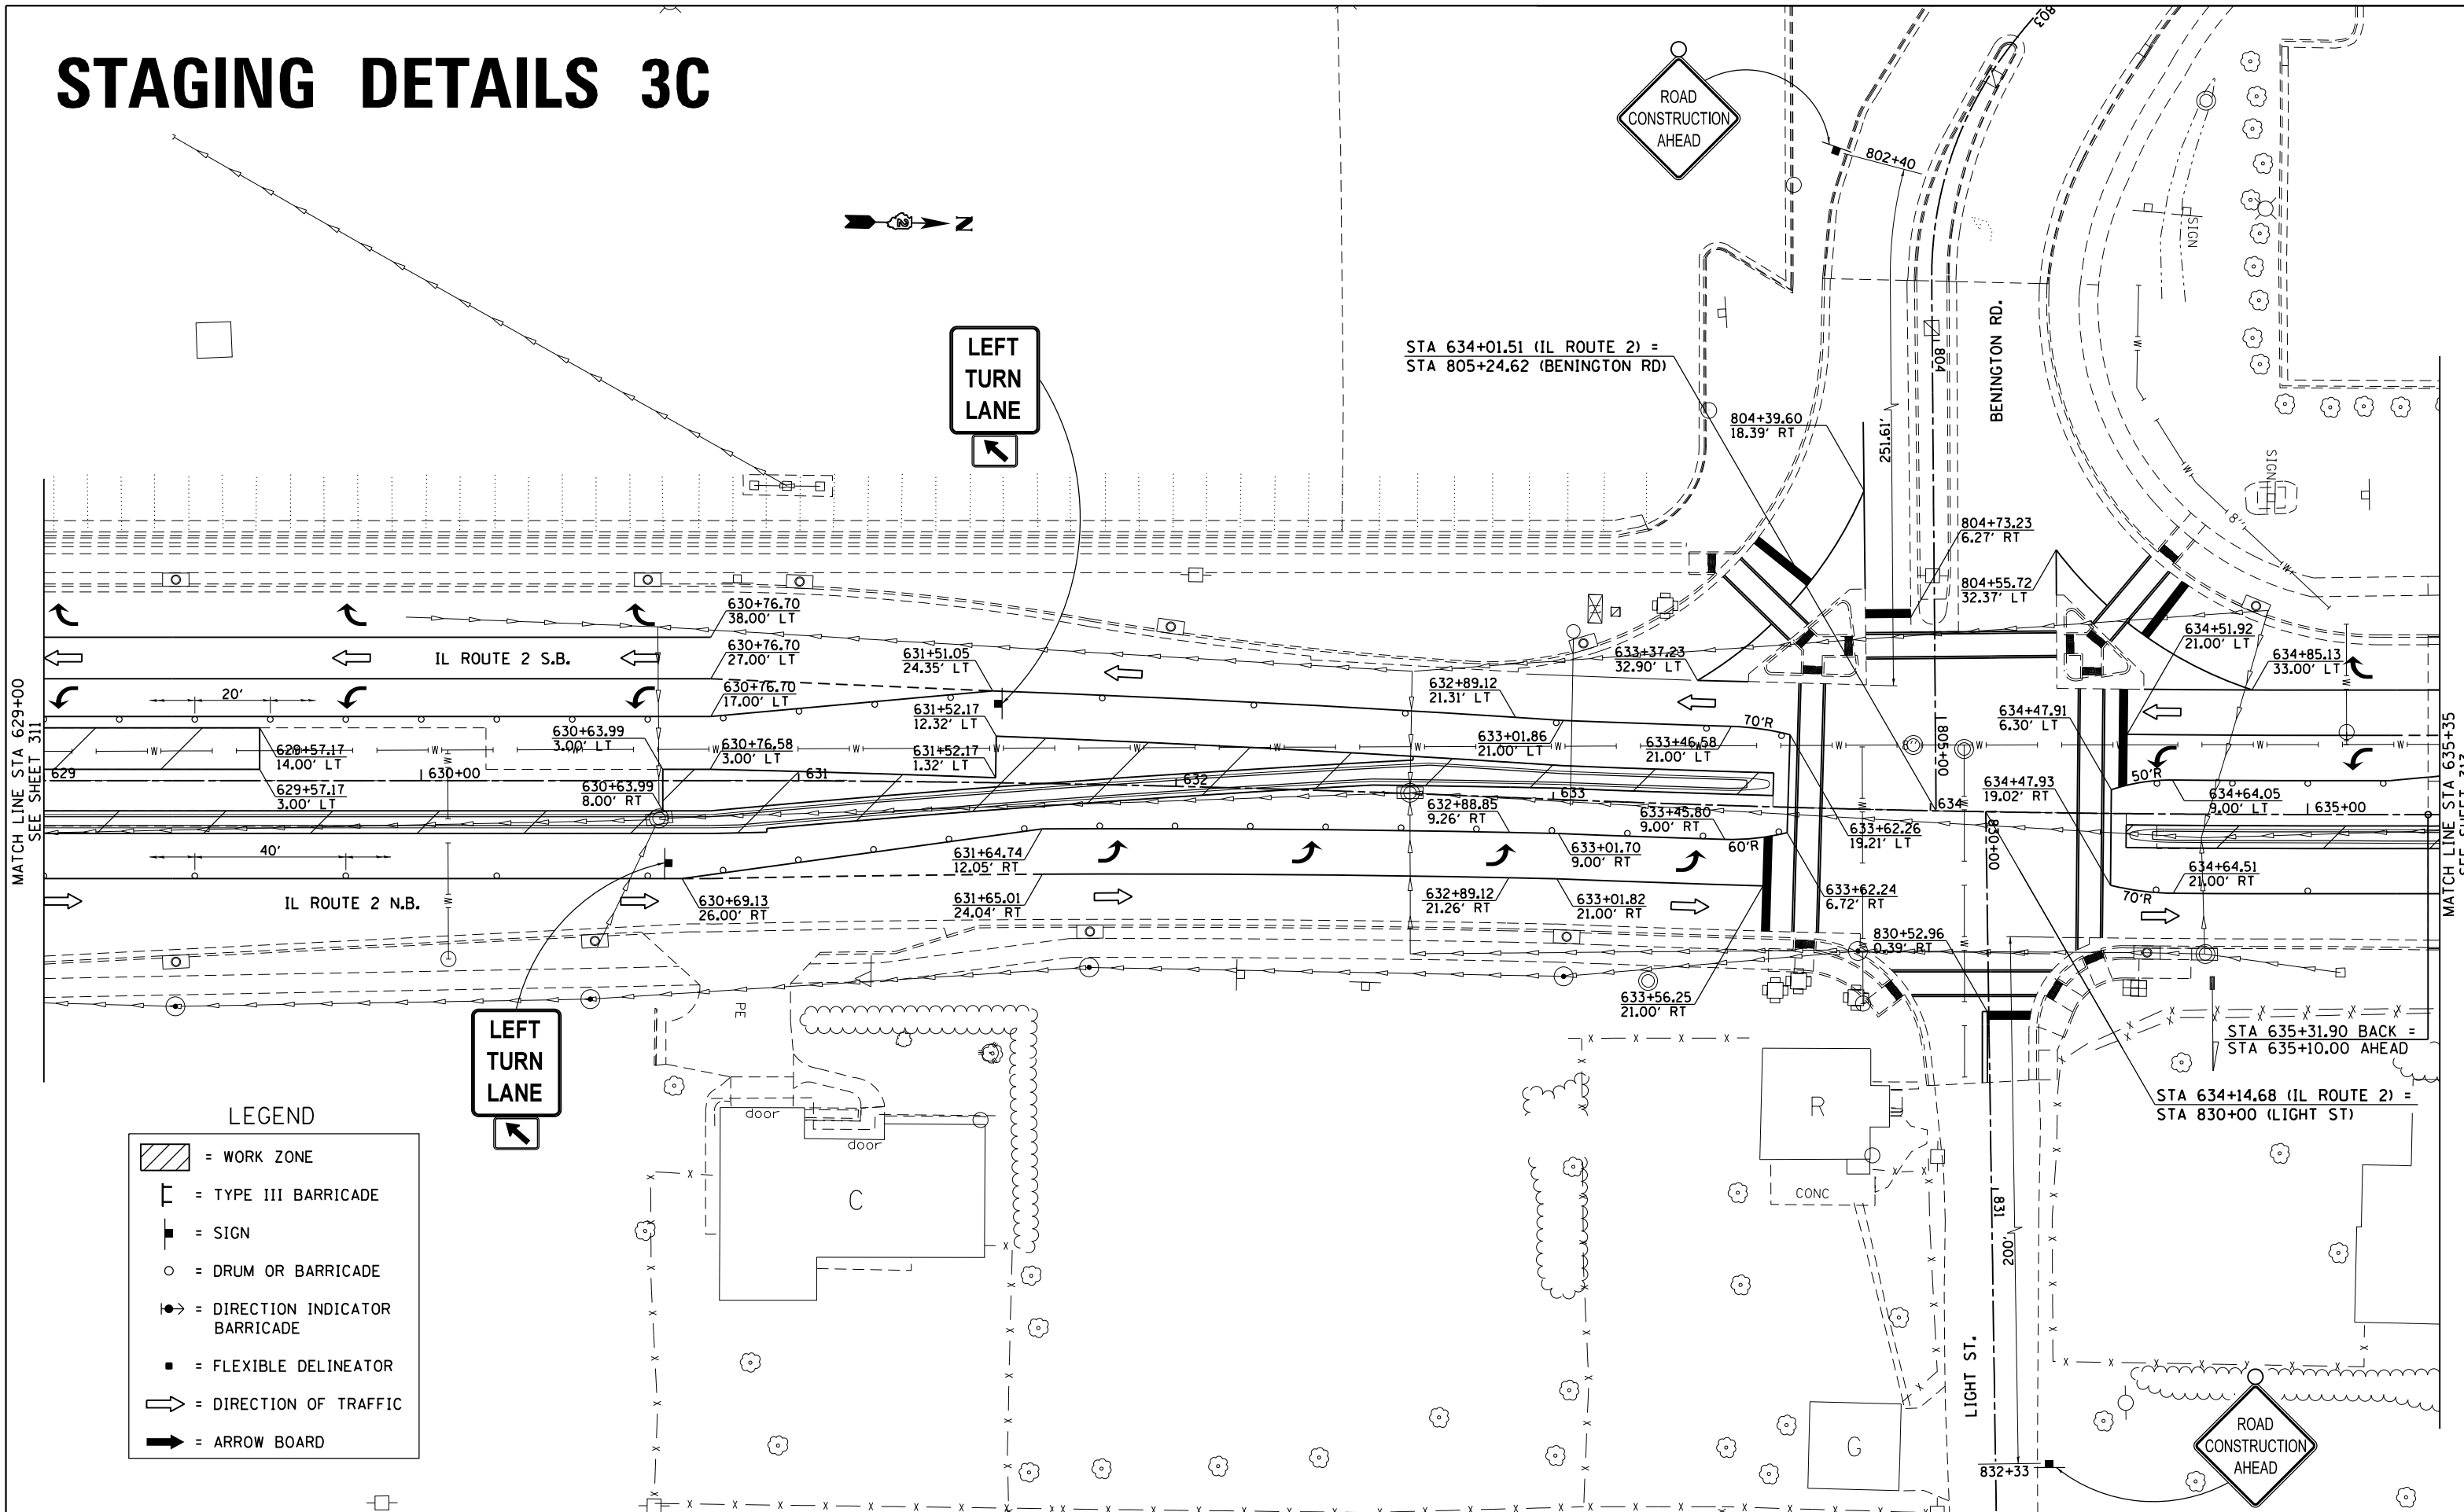 STAGING DETAILS 3C
2
N
803
ROAD
CONSTRUCTION
AHEAD
802+40
251.61'
804
BENINGTON RD.
SIGN
SIGN
8"
W
STA 634+01.51 (IL ROUTE 2) =
STA 805+24.62 (BENINGTON RD)
804+39.60
18.39' RT
804+73.23
6.27' RT
804+55.72
32.37' LT
LEFT
TURN
LANE
MATCH LINE STA 629+00
SEE SHEET 311
IL ROUTE 2 S.B.
20'
630+76.70
38.00' LT
630+76.70
27.00' LT
630+76.70
17.00' LT
631+51.05
24.35' LT
631+52.17
12.32' LT
631+52.17
1.32' LT
632+89.12
21.31' LT
633+37.23
32.90' LT
633+01.86
21.00' LT
633+46.58
21.00' LT
70'R
634+51.92
21.00' LT
634+85.13
33.00' LT
634+47.91
6.30' LT
634+47.93
19.02' RT
50'R
634+64.05
9.00' LT
635+00
629
629+57.17
14.00' LT
629+57.17
3.00' LT
630+00
630+63.99
3.00' LT
630+63.99
8.00' RT
630+76.58
3.00' LT
631
632
633
634
805+00
8"
830+00
632+88.85
9.26' RT
633+45.80
9.00' RT
60'R
633+01.70
9.00' RT
633+62.26
19.21' LT
633+62.24
6.72' RT
40'
IL ROUTE 2 N.B.
630+69.13
26.00' RT
631+64.74
12.05' RT
631+65.01
24.04' RT
632+89.12
21.26' RT
633+01.82
21.00' RT
633+56.25
21.00' RT
830+52.96
0.39' RT
634+64.51
21.00' RT
70'R
MATCH LINE STA 635+35
SEE SHEET 313
STA 635+31.90 BACK =
STA 635+10.00 AHEAD
STA 634+14.68 (IL ROUTE 2) =
STA 830+00 (LIGHT ST)
LEFT
TURN
LANE
PE
door
door
C
R
CONC
G
831
200'
LIGHT ST.
832+33
ROAD
CONSTRUCTION
AHEAD
LEGEND
= WORK ZONE
= TYPE III BARRICADE
= SIGN
= DRUM OR BARRICADE
= DIRECTION INDICATOR
BARRICADE
= FLEXIBLE DELINEATOR
= DIRECTION OF TRAFFIC
= ARROW BOARD